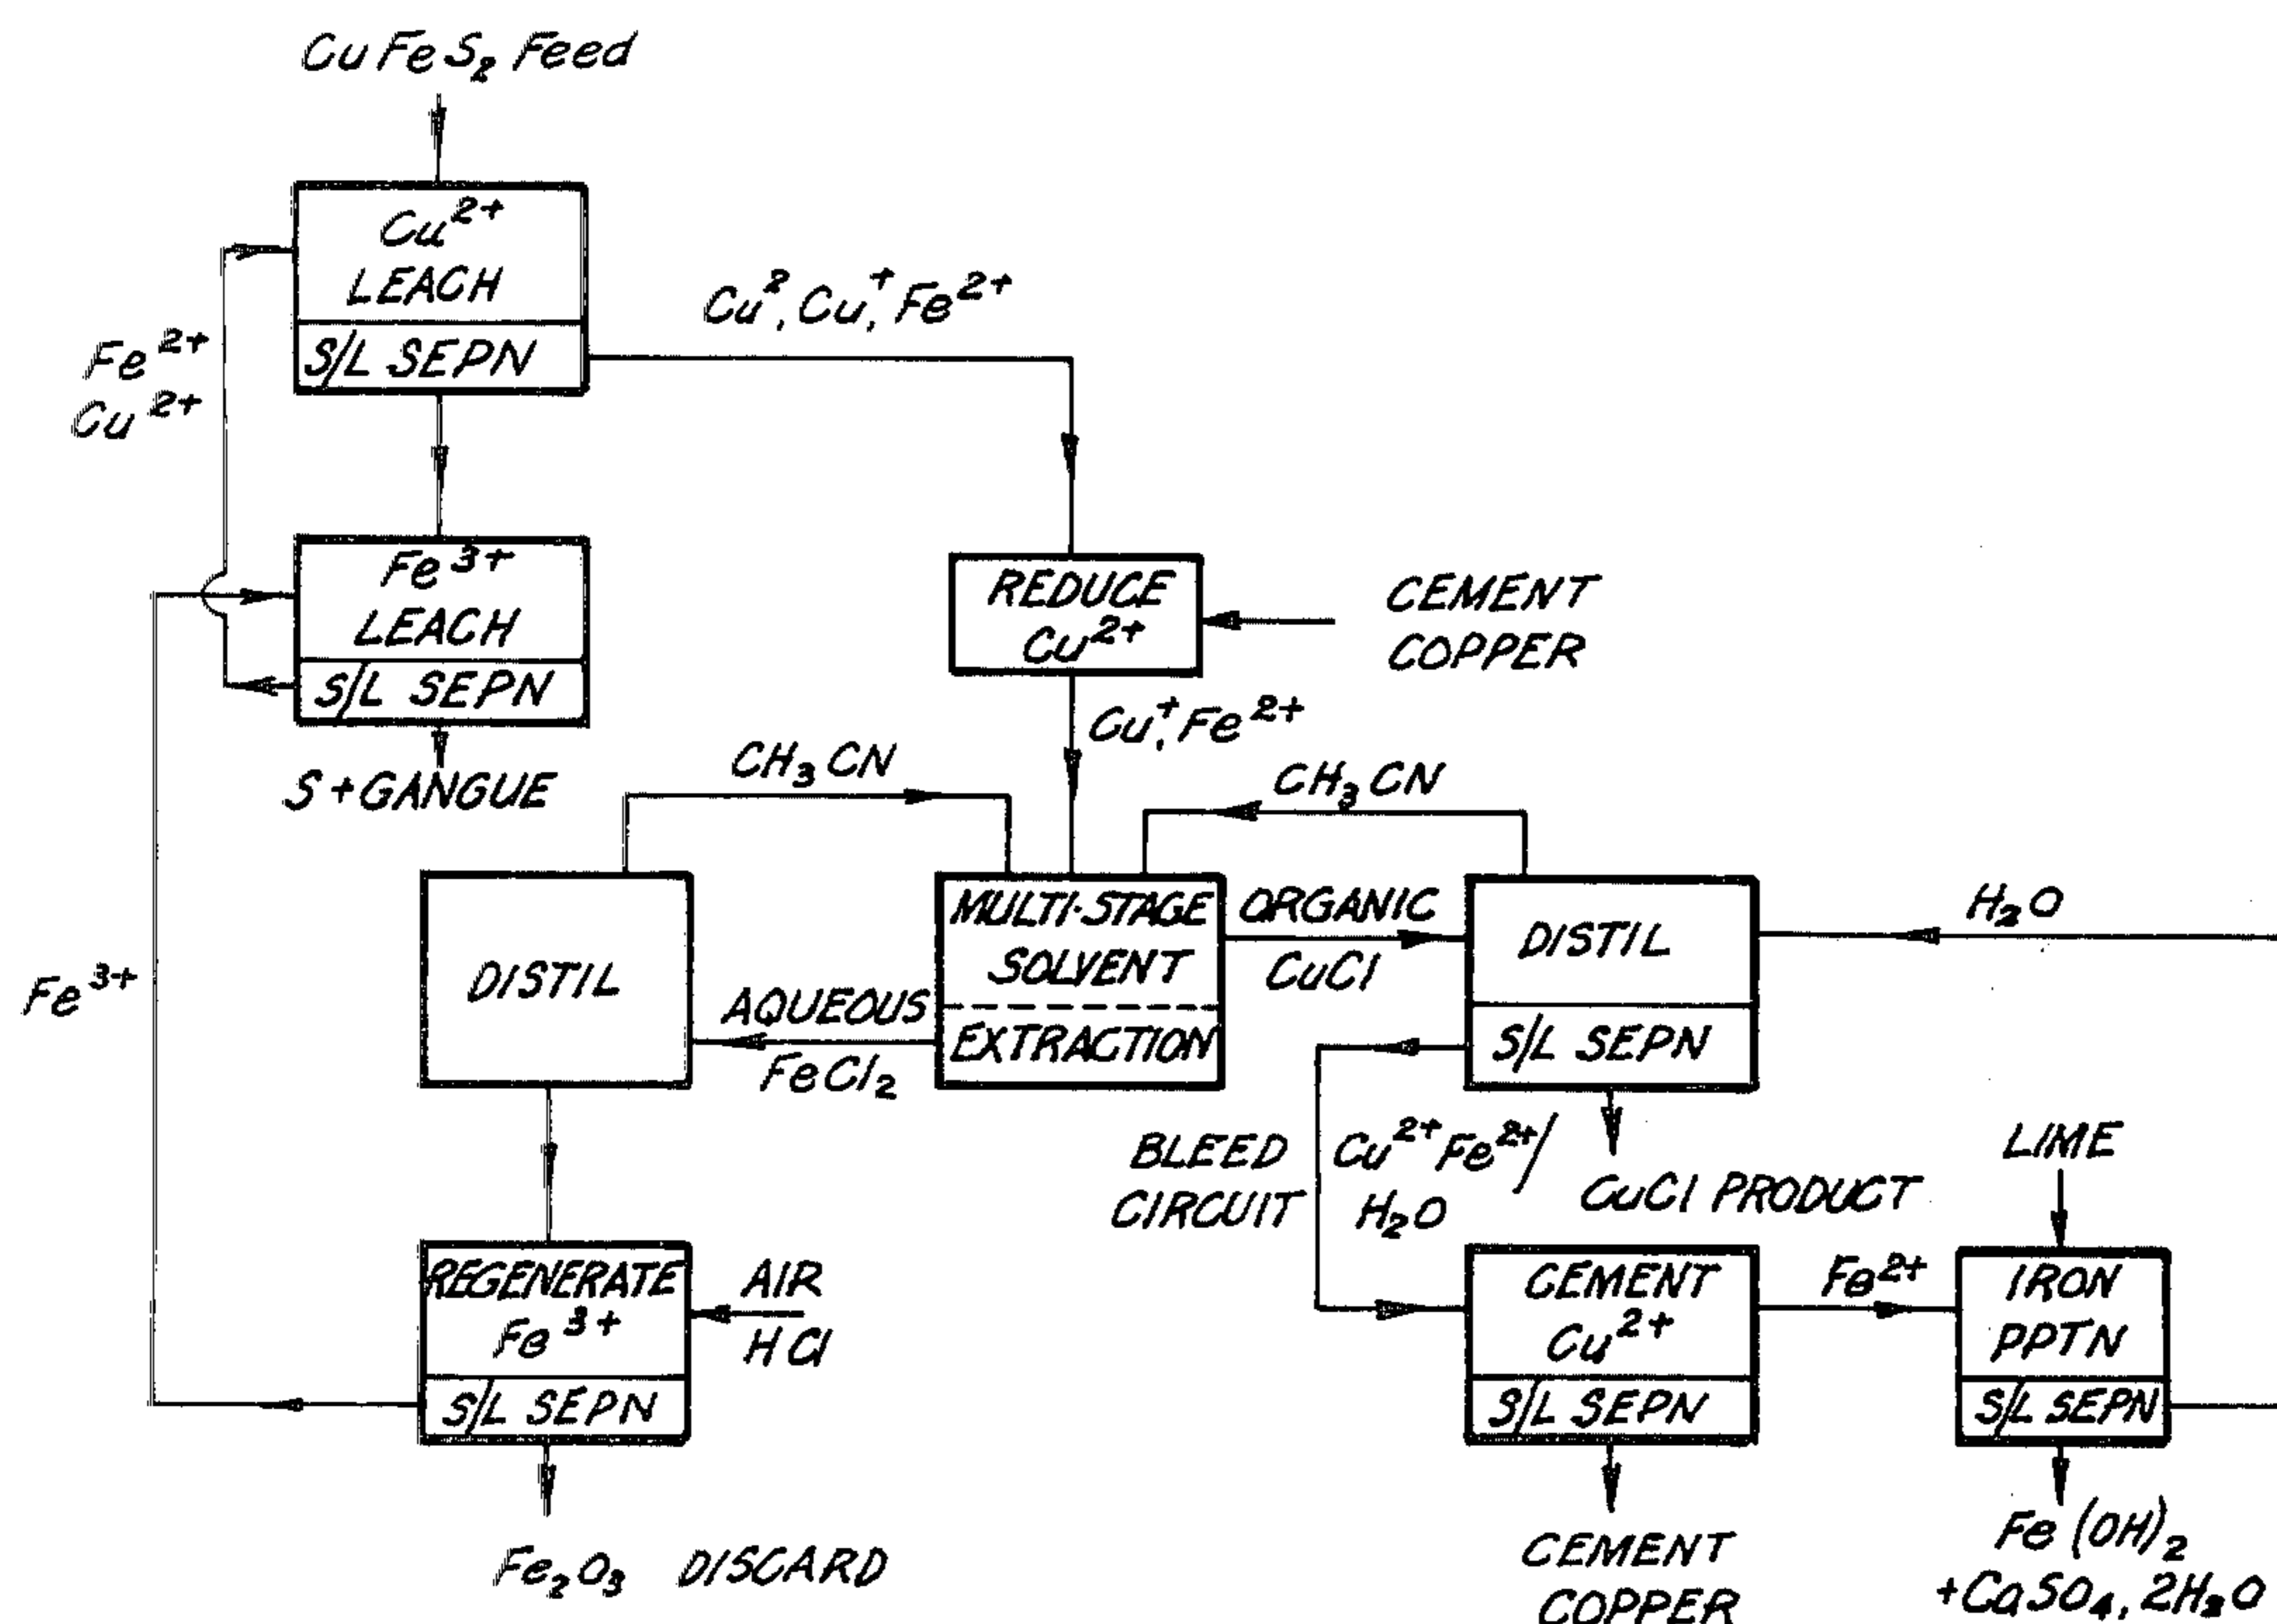 CuFeS₂ Feed
Cu²⁺
LEACH
S/L SEPN
Cu², Cu⁺, Fe²⁺
Fe²⁺
Cu²⁺
Fe³⁺
LEACH
S/L SEPN
S+GANGUE
REDUCE
Cu²⁺
CEMENT
COPPER
Cu⁺, Fe²⁺
CH₃CN
CH₃CN
DISTIL
MULTI-STAGE
SOLVENT
EXTRACTION
ORGANIC
CuCl
DISTIL
S/L SEPN
H₂O
Fe³⁺
AQUEOUS
FeCl₂
BLEED
CIRCUIT
Cu²⁺Fe²⁺/
H₂O
CuCl PRODUCT
LIME
REGENERATE
Fe³⁺
S/L SEPN
AIR
HCl
CEMENT
Cu²⁺
S/L SEPN
Fe²⁺
IRON
PPTN
S/L SEPN
Fe₂O₃ DISCARD
CEMENT
COPPER
Fe(OH)₂
+CaSO₄, 2H₂O